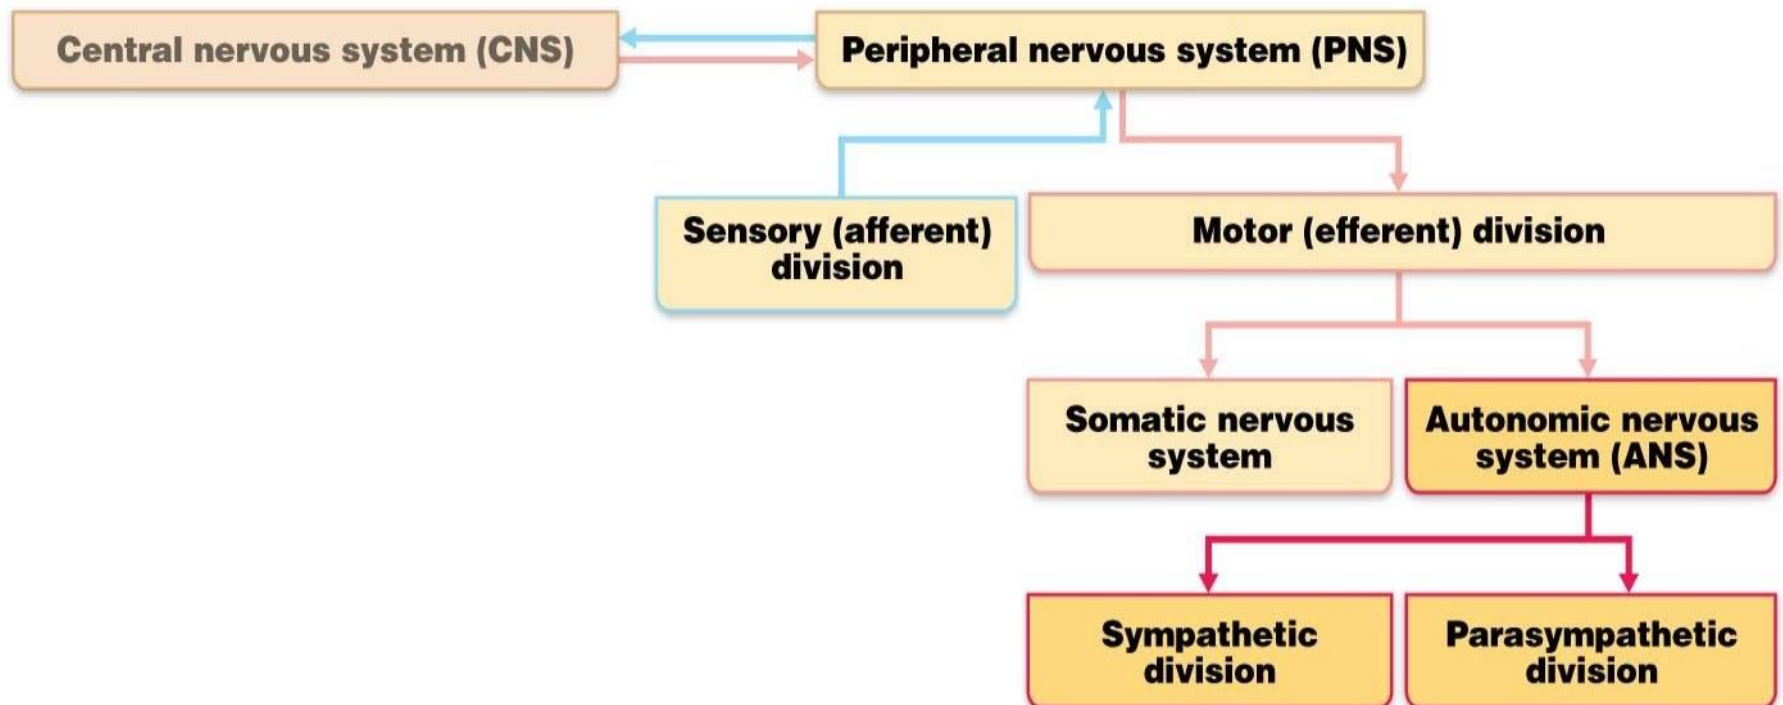 Central nervous system (CNS)
Peripheral nervous system (PNS)
Sensory (afferent)
division
Motor (efferent) division
Somatic nervous
system
Autonomic nervous
system (ANS)
Sympathetic
division
Parasympathetic
division